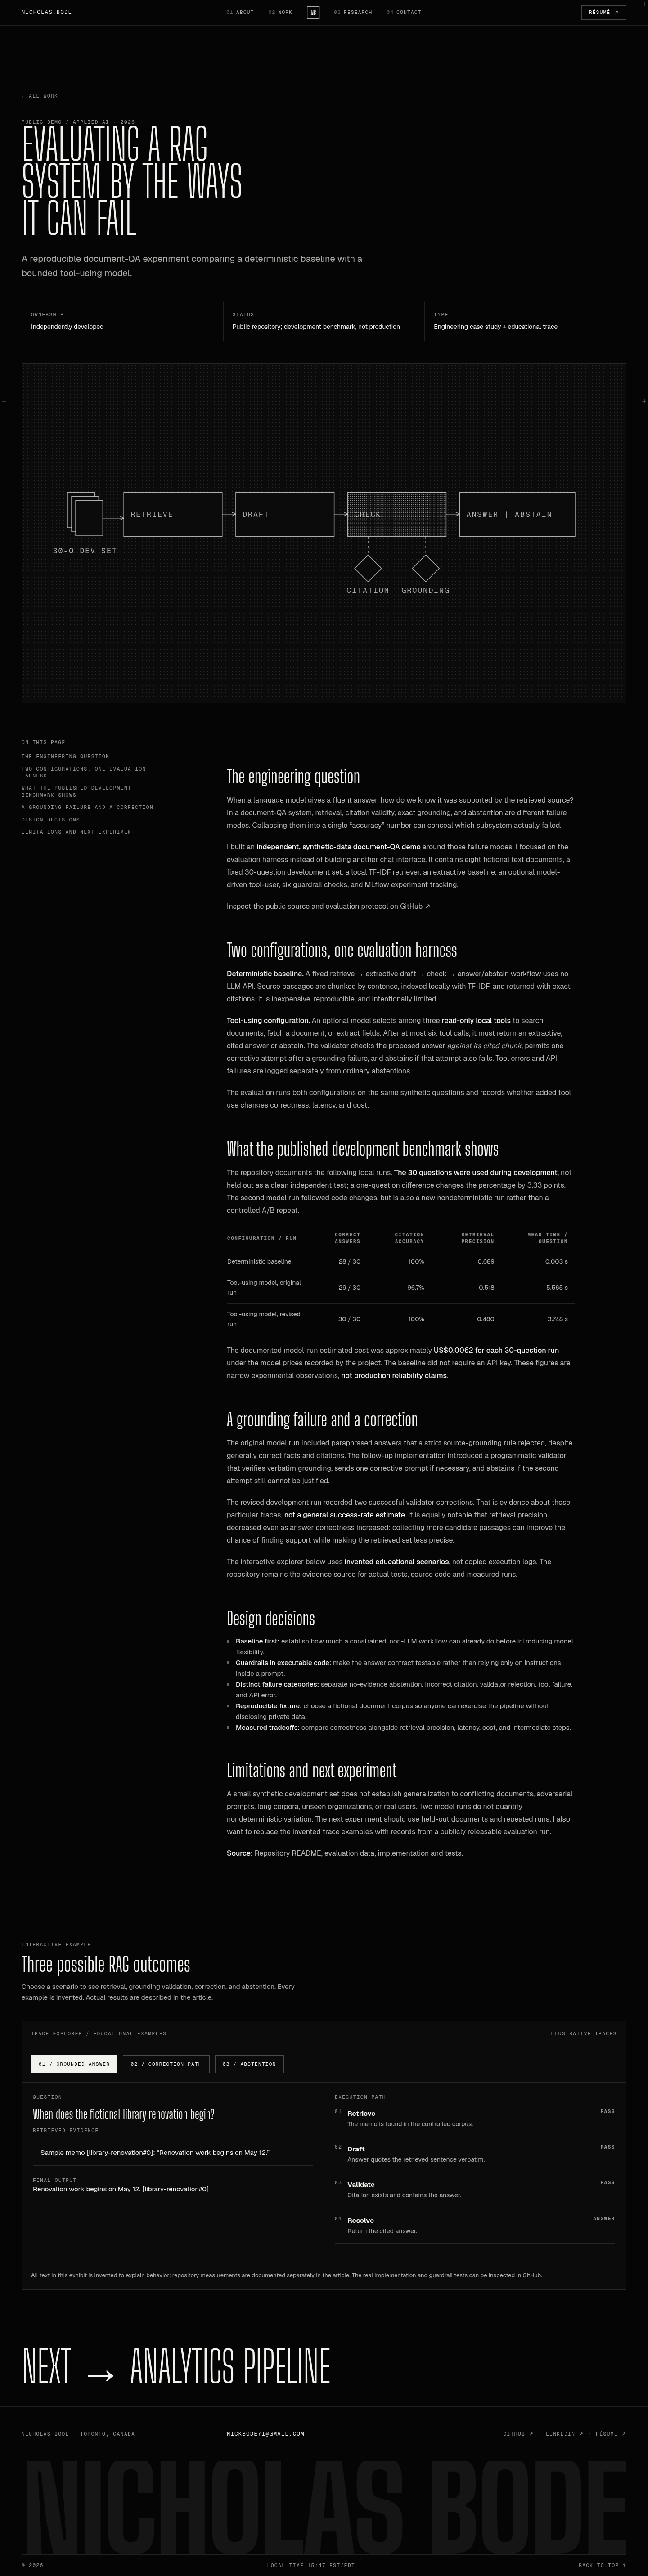 NICHOLAS BODE
01 ABOUT
02 WORK
NB
03 RESEARCH
04 CONTACT
RÉSUMÉ ↗
← ALL WORK
PUBLIC DEMO / APPLIED AI · 2026
EVALUATING A RAG
SYSTEM BY THE WAYS
IT CAN FAIL
A reproducible document-QA experiment comparing a deterministic baseline with a
bounded tool-using model.
OWNERSHIP
Independently developed
STATUS
Public repository; development benchmark, not production
TYPE
Engineering case study + educational trace
RETRIEVE
DRAFT
CHECK
ANSWER | ABSTAIN
30-Q DEV SET
CITATION
GROUNDING
ON THIS PAGE
THE ENGINEERING QUESTION
TWO CONFIGURATIONS, ONE EVALUATION
HARNESS
WHAT THE PUBLISHED DEVELOPMENT
BENCHMARK SHOWS
A GROUNDING FAILURE AND A CORRECTION
DESIGN DECISIONS
LIMITATIONS AND NEXT EXPERIMENT
The engineering question
When a language model gives a fluent answer, how do we know it was supported by the retrieved source?
In a document-QA system, retrieval, citation validity, exact grounding, and abstention are different failure
modes. Collapsing them into a single “accuracy” number can conceal which subsystem actually failed.
I built an independent, synthetic-data document-QA demo around those failure modes. I focused on the
evaluation harness instead of building another chat interface. It contains eight fictional text documents, a
fixed 30-question development set, a local TF-IDF retriever, an extractive baseline, an optional model-
driven tool-user, six guardrail checks, and MLflow experiment tracking.
Inspect the public source and evaluation protocol on GitHub ↗
Two configurations, one evaluation harness
Deterministic baseline. A fixed retrieve → extractive draft → check → answer/abstain workflow uses no
LLM API. Source passages are chunked by sentence, indexed locally with TF-IDF, and returned with exact
citations. It is inexpensive, reproducible, and intentionally limited.
Tool-using configuration. An optional model selects among three read-only local tools to search
documents, fetch a document, or extract fields. After at most six tool calls, it must return an extractive,
cited answer or abstain. The validator checks the proposed answer against its cited chunk, permits one
corrective attempt after a grounding failure, and abstains if that attempt also fails. Tool errors and API
failures are logged separately from ordinary abstentions.
The evaluation runs both configurations on the same synthetic questions and records whether added tool
use changes correctness, latency, and cost.
What the published development benchmark shows
The repository documents the following local runs. The 30 questions were used during development, not
held out as a clean independent test; a one-question difference changes the percentage by 3.33 points.
The second model run followed code changes, but is also a new nondeterministic run rather than a
controlled A/B repeat.
CONFIGURATION / RUN
CORRECT
ANSWERS
CITATION
ACCURACY
RETRIEVAL
PRECISION
MEAN TIME /
QUESTION
Deterministic baseline 28 / 30 100% 0.689 0.003 s
Tool-using model, original
run
29 / 30 96.7% 0.518 5.565 s
Tool-using model, revised
run
30 / 30 100% 0.480 3.748 s
The documented model-run estimated cost was approximately US$0.0062 for each 30-question run
under the model prices recorded by the project. The baseline did not require an API key. These figures are
narrow experimental observations, not production reliability claims.
A grounding failure and a correction
The original model run included paraphrased answers that a strict source-grounding rule rejected, despite
generally correct facts and citations. The follow-up implementation introduced a programmatic validator
that verifies verbatim grounding, sends one corrective prompt if necessary, and abstains if the second
attempt still cannot be justified.
The revised development run recorded two successful validator corrections. That is evidence about those
particular traces, not a general success-rate estimate. It is equally notable that retrieval precision
decreased even as answer correctness increased: collecting more candidate passages can improve the
chance of finding support while making the retrieved set less precise.
The interactive explorer below uses invented educational scenarios, not copied execution logs. The
repository remains the evidence source for actual tests, source code and measured runs.
Design decisions
Baseline first: establish how much a constrained, non-LLM workflow can already do before introducing model
flexibility.
Guardrails in executable code: make the answer contract testable rather than relying only on instructions
inside a prompt.
Distinct failure categories: separate no-evidence abstention, incorrect citation, validator rejection, tool failure,
and API error.
Reproducible fixture: choose a fictional document corpus so anyone can exercise the pipeline without
disclosing private data.
Measured tradeoffs: compare correctness alongside retrieval precision, latency, cost, and intermediate steps.
Limitations and next experiment
A small synthetic development set does not establish generalization to conflicting documents, adversarial
prompts, long corpora, unseen organizations, or real users. Two model runs do not quantify
nondeterministic variation. The next experiment should use held-out documents and repeated runs. I also
want to replace the invented trace examples with records from a publicly releasable evaluation run.
Source: Repository README, evaluation data, implementation and tests.
INTERACTIVE EXAMPLE
Three possible RAG outcomes
Choose a scenario to see retrieval, grounding validation, correction, and abstention. Every
example is invented. Actual results are described in the article.
TRACE EXPLORER / EDUCATIONAL EXAMPLES
ILLUSTRATIVE TRACES
01 / GROUNDED ANSWER
02 / CORRECTION PATH
03 / ABSTENTION
QUESTION
When does the fictional library renovation begin?
RETRIEVED EVIDENCE
Sample memo [library-renovation#0]: “Renovation work begins on May 12.”
FINAL OUTPUT
Renovation work begins on May 12. [library-renovation#0]
EXECUTION PATH
01 Retrieve PASS
The memo is found in the controlled corpus.
02 Draft PASS
Answer quotes the retrieved sentence verbatim.
03 Validate PASS
Citation exists and contains the answer.
04 Resolve ANSWER
Return the cited answer.
All text in this exhibit is invented to explain behavior; repository measurements are documented separately in the article. The real implementation and guardrail tests can be inspected in GitHub.
NEXT → ANALYTICS PIPELINE
NICHOLAS BODE — TORONTO, CANADA
NICKBODE71@GMAIL.COM
GITHUB ↗ · LINKEDIN ↗ · RÉSUMÉ ↗
NICHOLAS BODE
© 2026
LOCAL TIME 15:47 EST/EDT
BACK TO TOP ↑